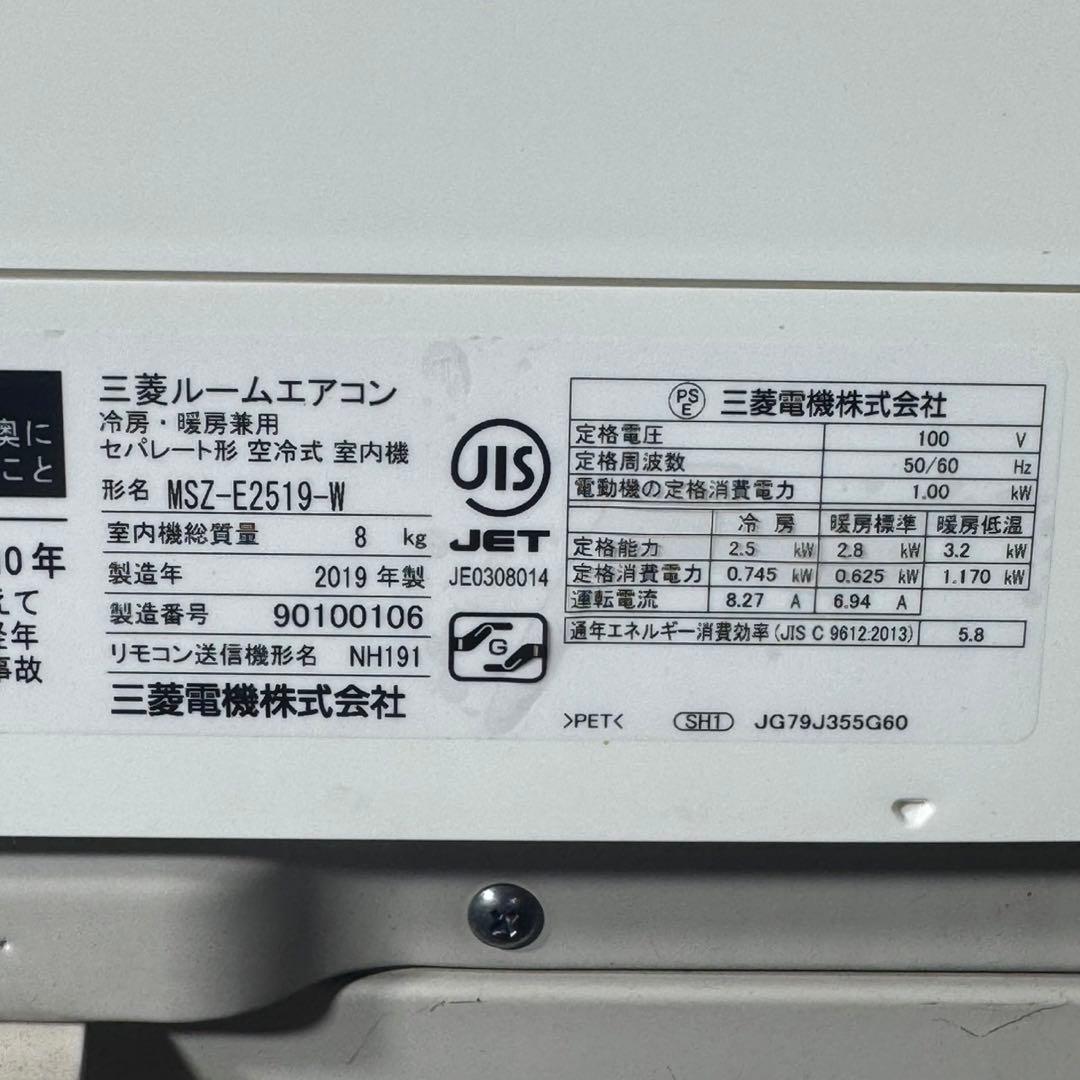 奥に
こと
0年
えて
経年
事故
三菱ルームエアコン
冷房・暖房兼用
セパレート形 空冷式 室内機
形名 MSZ-E2519-W
室内機総質量 8 kg
製造年 2019 年製
製造番号 90100106
リモコン送信機形名 NH191
三菱電機株式会社
JIS
JET
JE0308014
G
PS E 三菱電機株式会社
定格電圧 100 V
定格周波数 50/60 Hz
電動機の定格消費電力 1.00 kW
冷房 暖房標準 暖房低温
定格能力 2.5 kW 2.8 kW 3.2 kW
定格消費電力 0.745 kW 0.625 kW 1.170 kW
運転電流 8.27 A 6.94 A
通年エネルギー消費効率(JIS C 9612:2013) 5.8
>PET< SH1 JG79J355G60